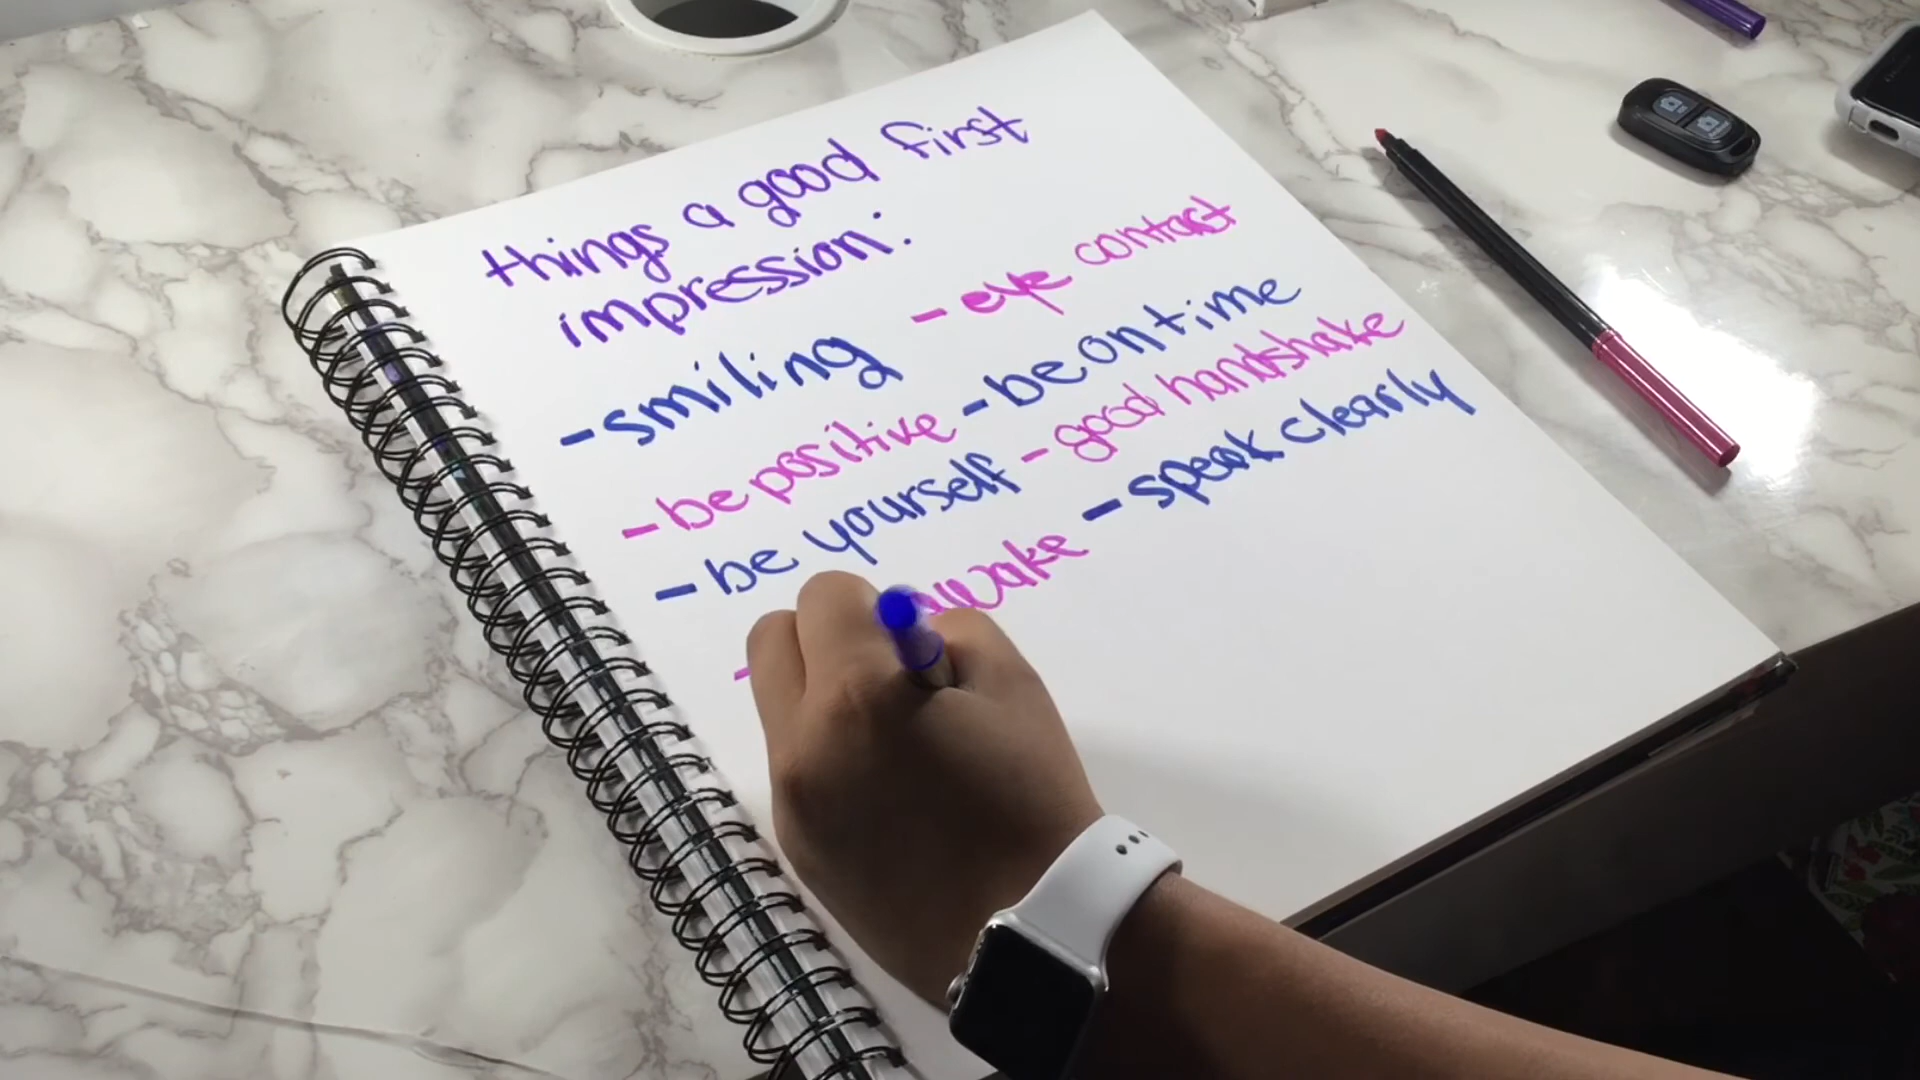 things a good first
impression:
- smiling - eye contact
- be positive - be on time
- be yourself - good handshake
- awake - speak clearly